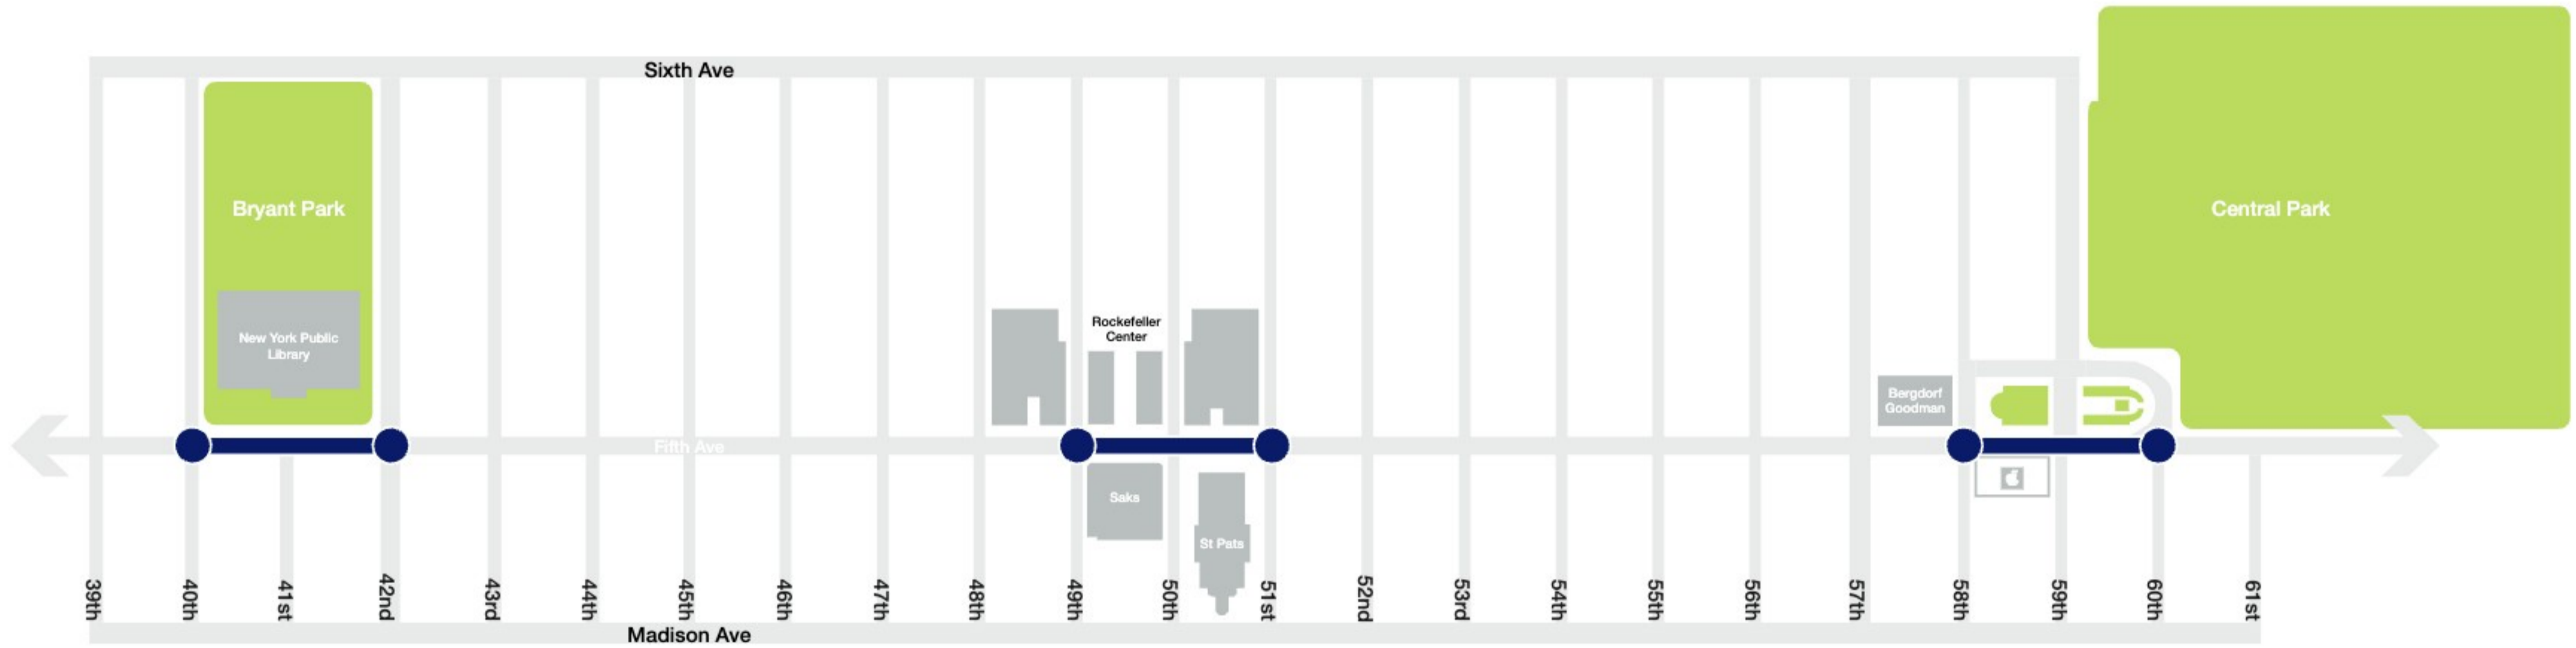 Sixth Ave
Bryant Park
Central Park
New York Public
Library
Rockefeller
Center
Bergdorf
Goodman
Fifth Ave
Saks
St Pats
39th
40th
41st
42nd
43rd
44th
45th
46th
47th
48th
49th
50th
51st
52nd
53rd
54th
55th
56th
57th
58th
59th
60th
61st
Madison Ave